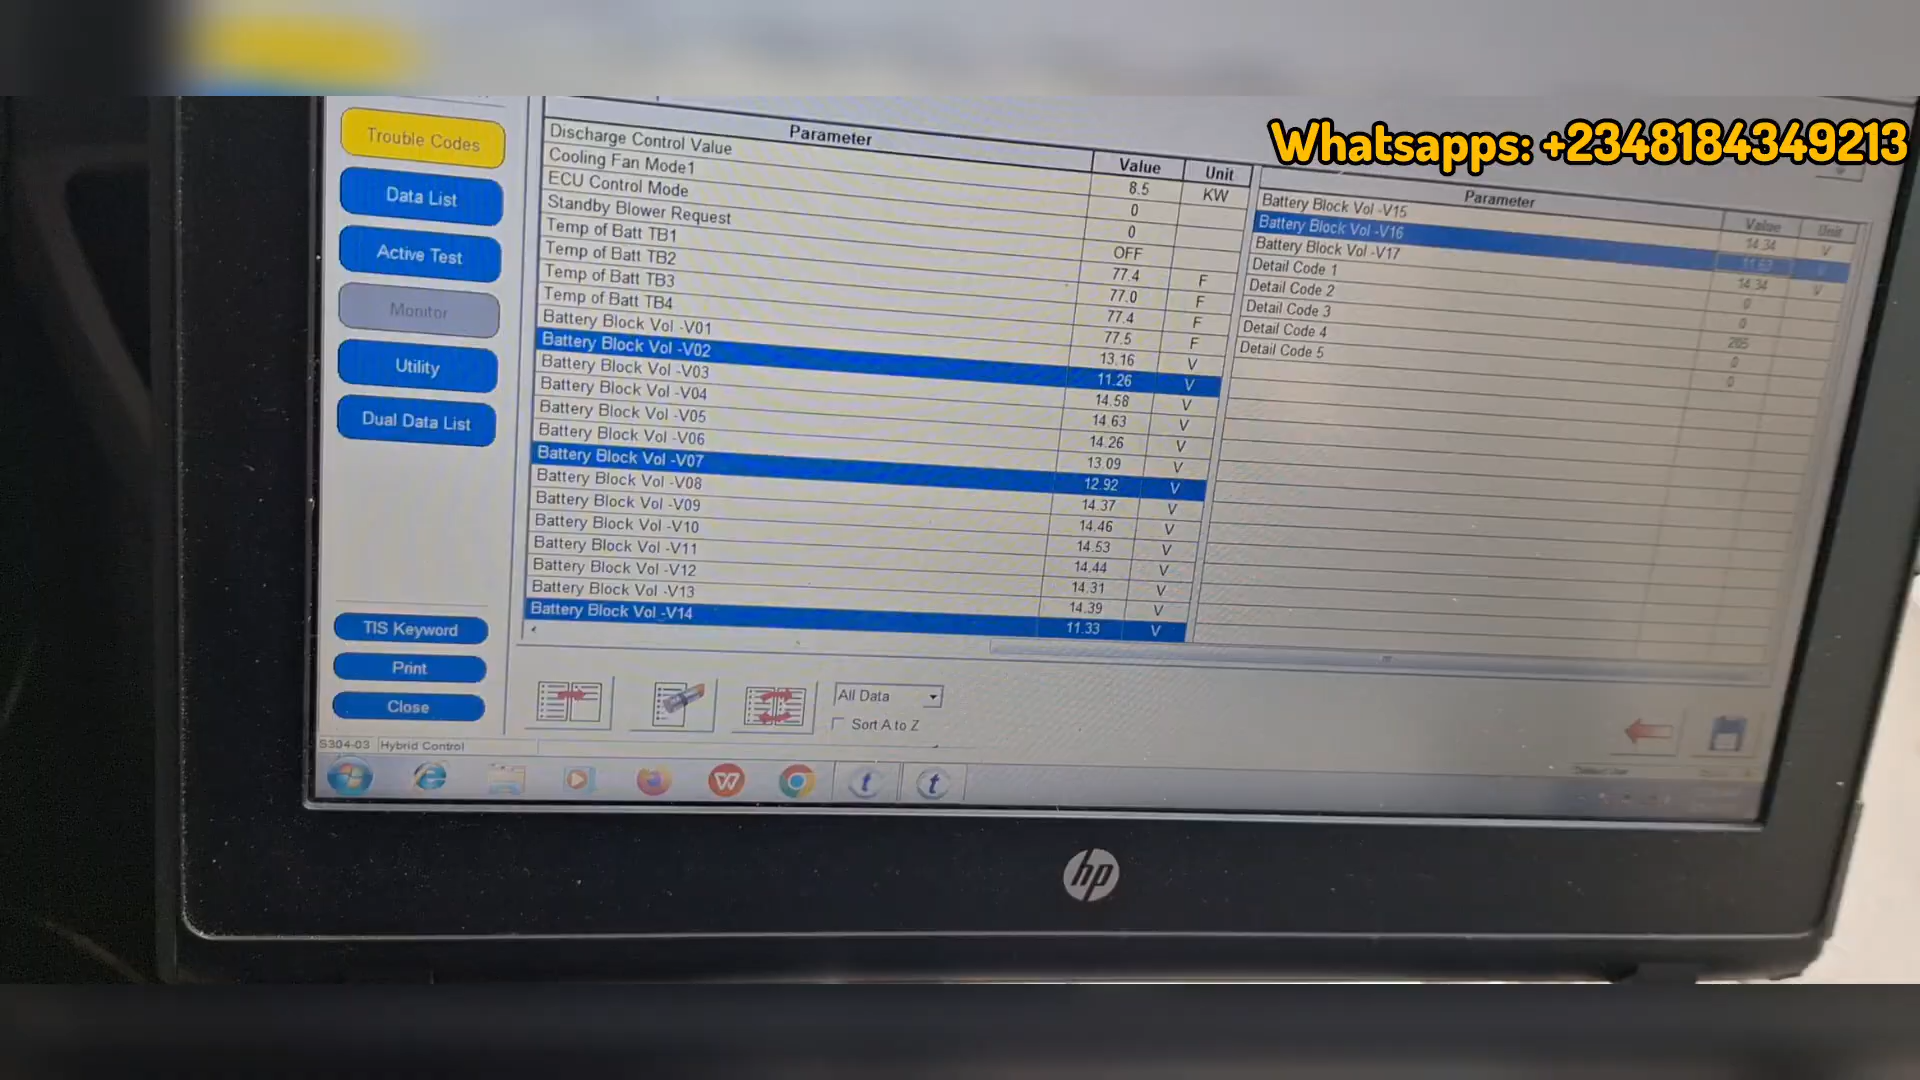 Whatsapps: +2348184349213
Trouble Codes
Data List
Active Test
Monitor
Utility
Dual Data List
TIS Keyword
Print
Close
Parameter Value Unit
Discharge Control Value 8.5 KW
Cooling Fan Mode1 0
ECU Control Mode 0
Standby Blower Request OFF
Temp of Batt TB1 77.4 F
Temp of Batt TB2 77.0 F
Temp of Batt TB3 77.4 F
Temp of Batt TB4 77.5 F
Battery Block Vol -V01 13.16 V
Battery Block Vol -V02 11.26 V
Battery Block Vol -V03 14.58 V
Battery Block Vol -V04 14.63 V
Battery Block Vol -V05 14.26 V
Battery Block Vol -V06 13.09 V
Battery Block Vol -V07 12.92 V
Battery Block Vol -V08 14.37 V
Battery Block Vol -V09 14.46 V
Battery Block Vol -V10 14.53 V
Battery Block Vol -V11 14.44 V
Battery Block Vol -V12 14.31 V
Battery Block Vol -V13 14.39 V
Battery Block Vol -V14 11.33 V
Parameter Value Unit
Battery Block Vol -V15 14.34 V
Battery Block Vol -V16 V
Battery Block Vol -V17 14.34 V
Detail Code 1 0
Detail Code 2 0
Detail Code 3 205
Detail Code 4 0
Detail Code 5 0
All Data
Sort A to Z
S304-03 Hybrid Control
hp